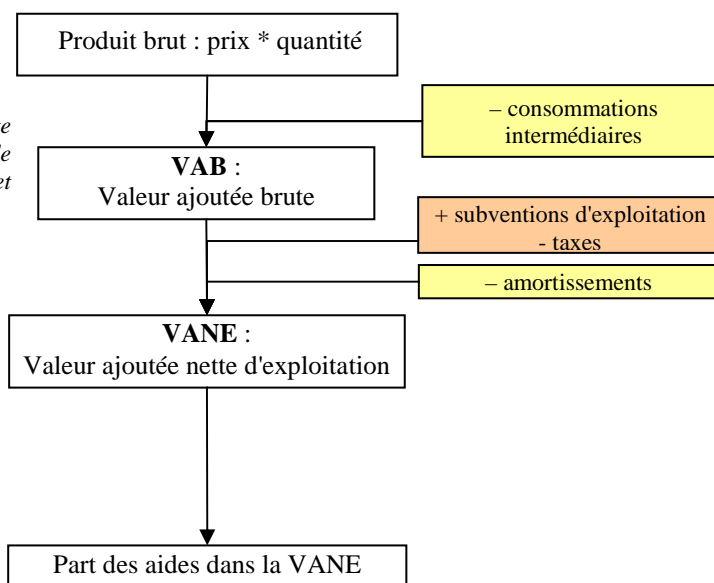 Produit brut : prix * quantité
– consommations
intermédiaires
et
VAB :
Valeur ajoutée brute
+ subventions d'exploitation
- taxes
– amortissements
VANE :
Valeur ajoutée nette d'exploitation
Part des aides dans la VANE